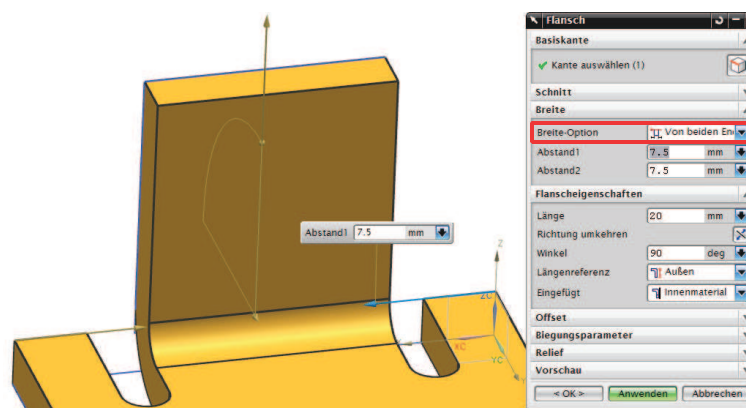 Flansch
Basiskante
Kante auswählen (1)
Schnitt
Breite
Breite-Option Von beiden En
Abstand1 7.5 mm
Abstand2 7.5 mm
Flanscheigenschaften
Länge 20 mm
Richtung umkehren
Winkel 90 deg
Längenreferenz Außen
Eingefügt Innenmaterial
Offset
Biegungsparameter
Relief
Vorschau
< OK > Anwenden Abbrechen
Abstand1 7.5 mm
Z
ZC
XC
YC